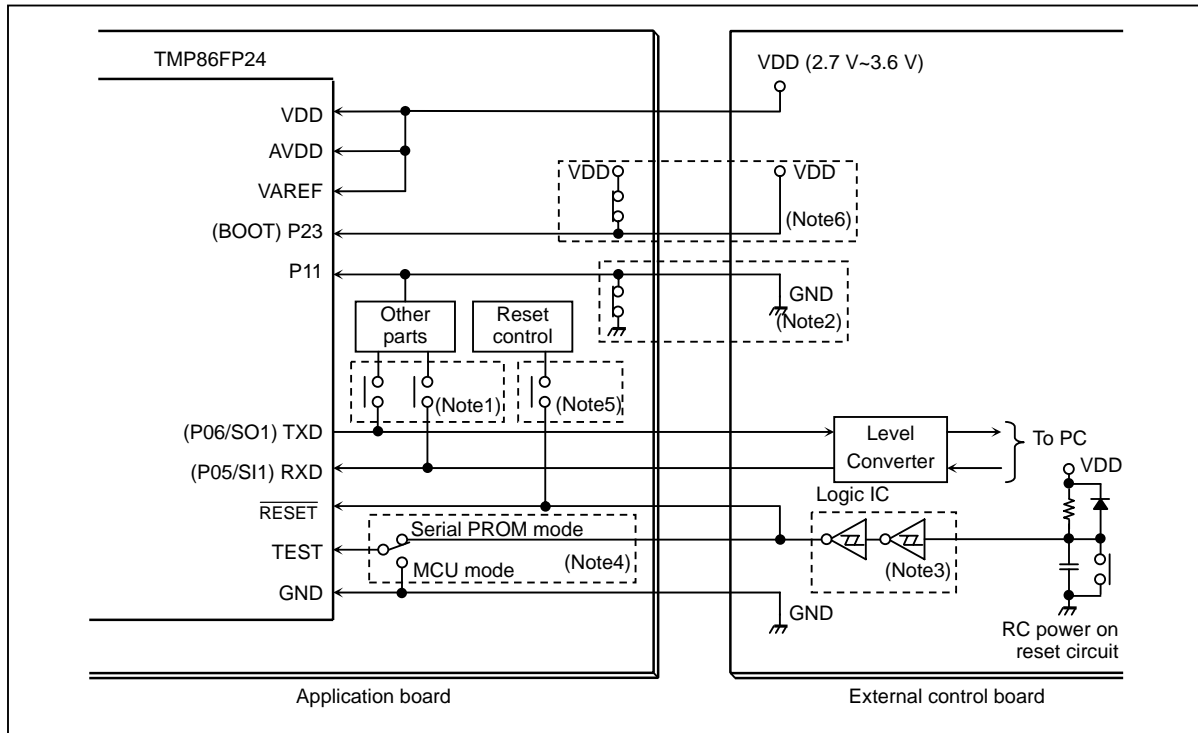 TMP86FP24
VDD (2.7 V~3.6 V)
VDD
AVDD
VAREF
VDD
VDD
(BOOT) P23
(Note6)
P11
GND
(Note2)
Other
parts
Reset
control
(Note1)
(Note5)
(P06/SO1) TXD
Level
Converter
To PC
(P05/SI1) RXD
VDD
Logic IC
RESET
Serial PROM mode
TEST
(Note4)
(Note3)
MCU mode
GND
GND
RC power on
reset circuit
Application board
External control board